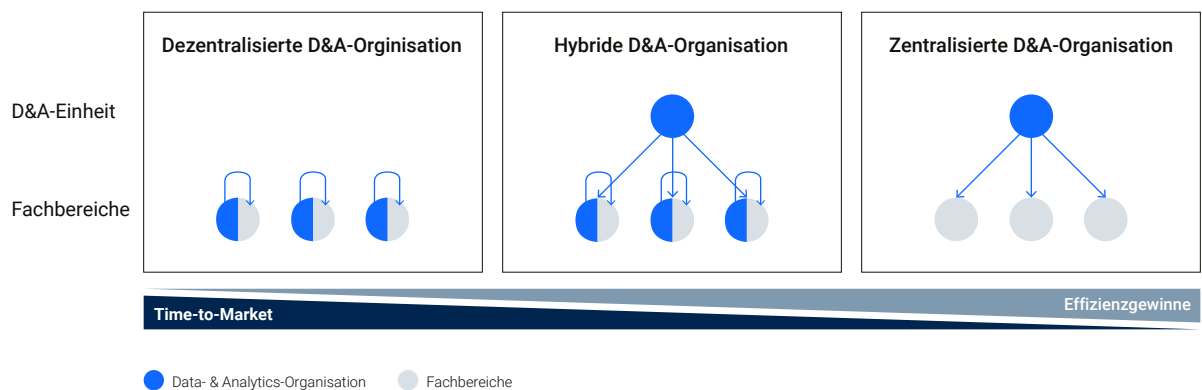 Dezentralisierte D&A-Orginisation
Hybride D&A-Organisation
Zentralisierte D&A-Organisation
D&A-Einheit
Fachbereiche
Effizienzgewinne
Time-to-Market
Data- & Analytics-Organisation
Fachbereiche